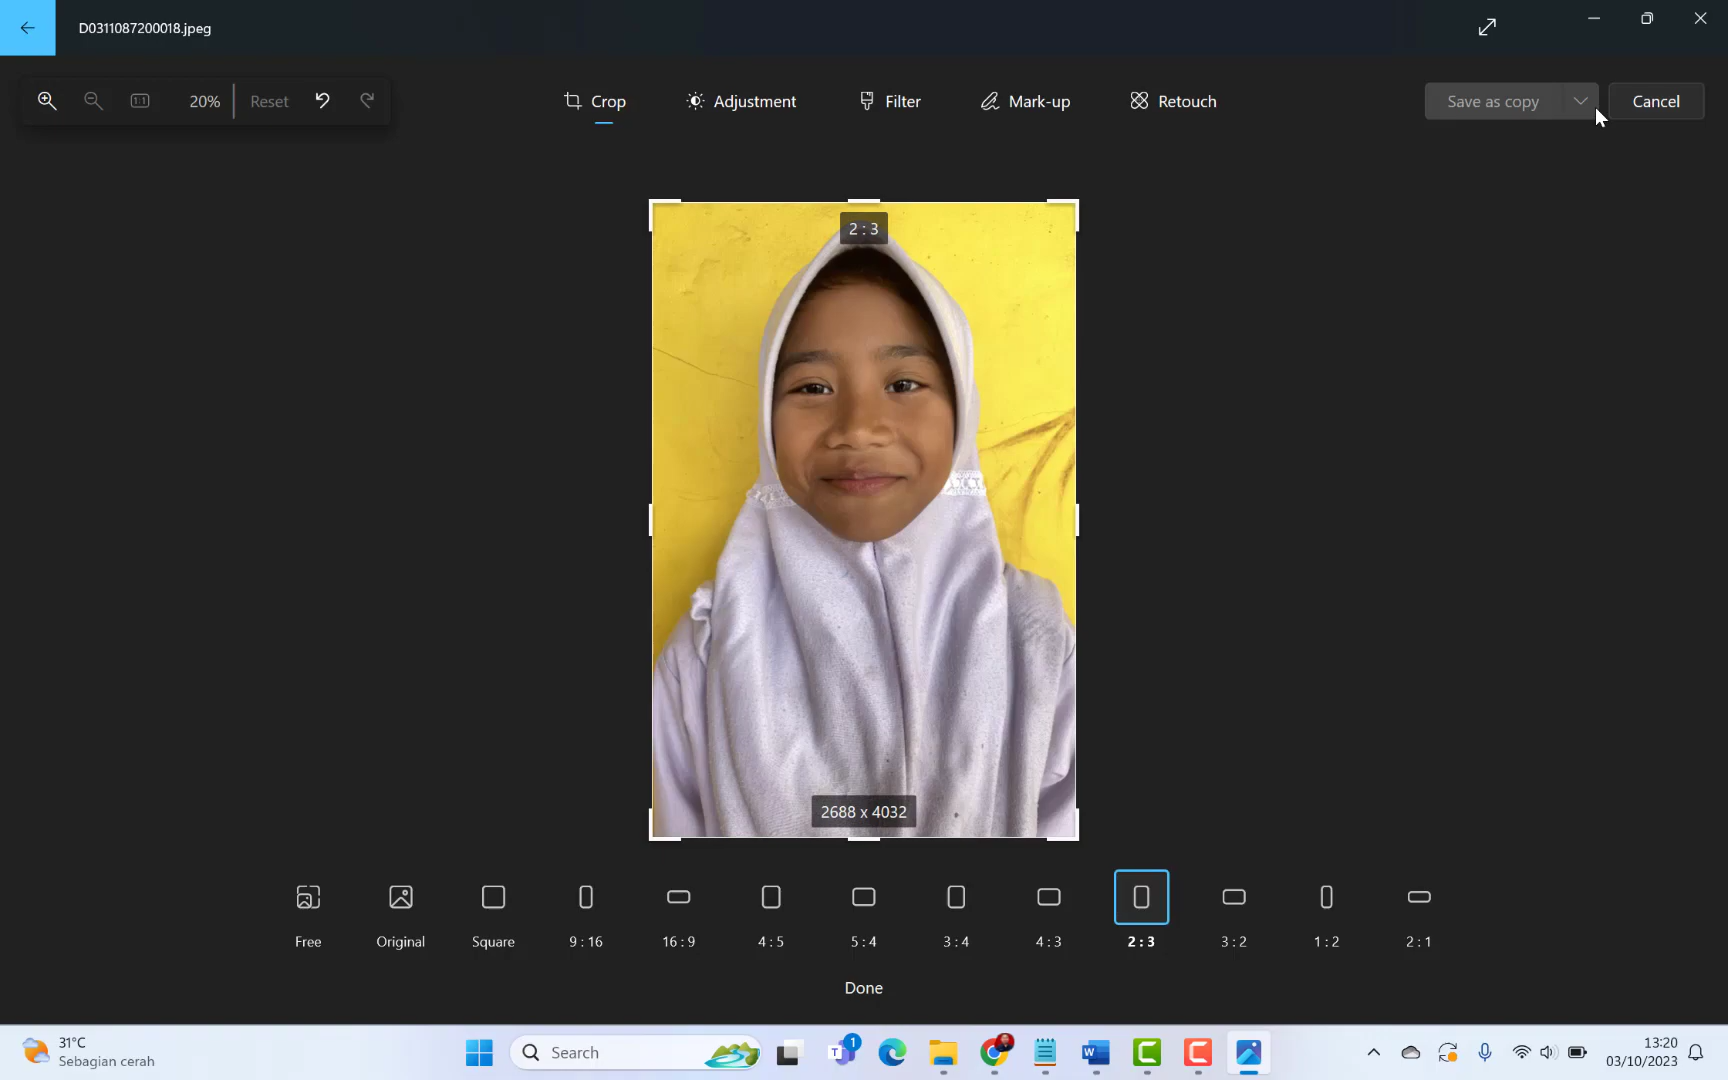 D0311087200018.jpeg
20%
Reset
Crop
Adjustment
Filter
Mark-up
Retouch
Save as copy
Cancel
2 : 3
2688 x 4032
Free
Original
Square
9 : 16
16 : 9
4 : 5
5 : 4
3 : 4
4 : 3
2 : 3
3 : 2
1 : 2
2 : 1
Done
31°C
Sebagian cerah
Search
1
13:20
03/10/2023